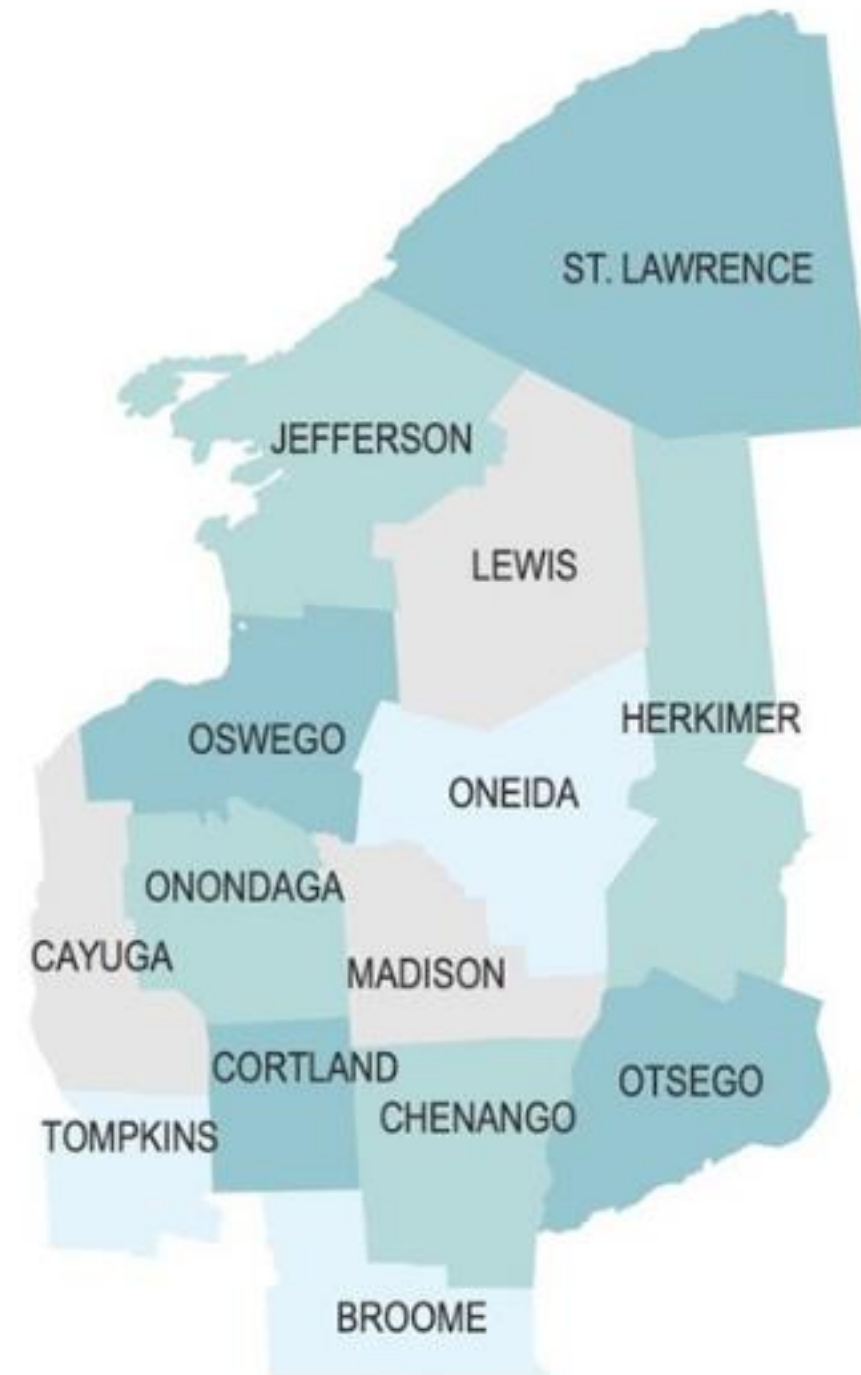 ST. LAWRENCE
JEFFERSON
LEWIS
HERKIMER
OSWEGO
ONEIDA
ONONDAGA
CAYUGA
MADISON
CORTLAND
OTSEGO
CHENANGO
TOMPKINS
BROOME